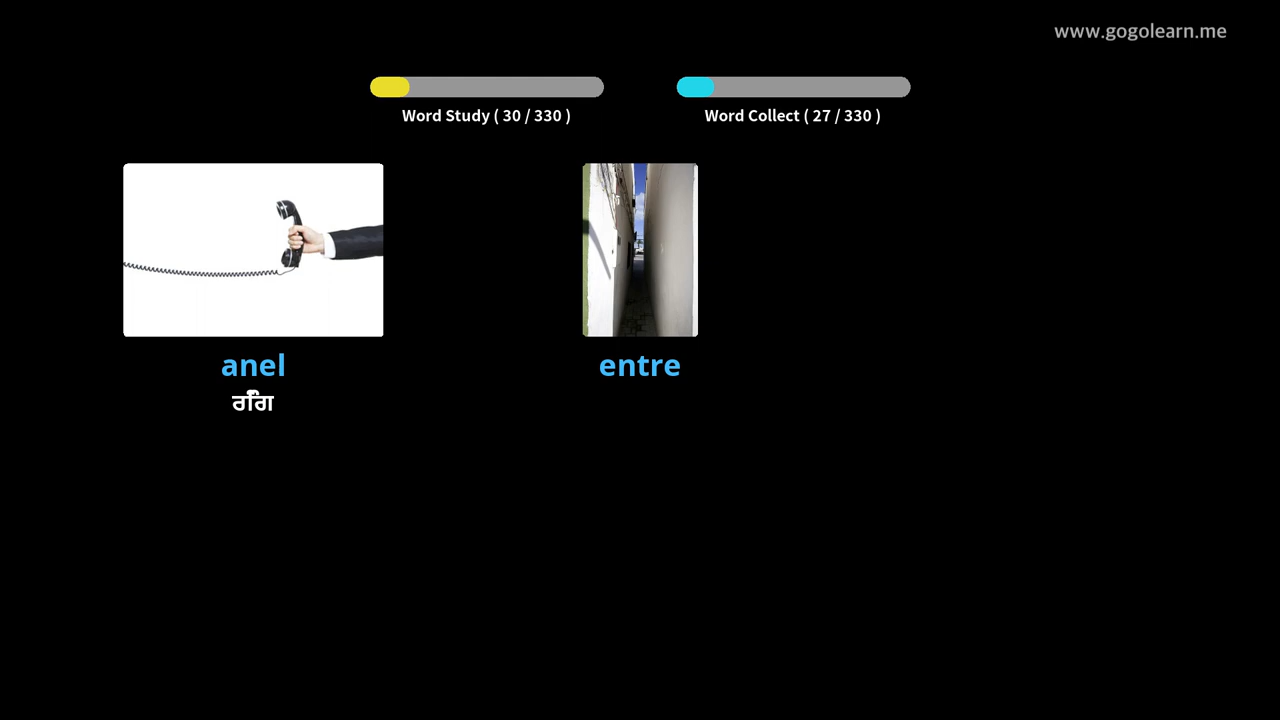 www.gogolearn.me
Word Study ( 30 / 330 )
Word Collect ( 27 / 330 )
anel
entre
ਰਿੰਗ